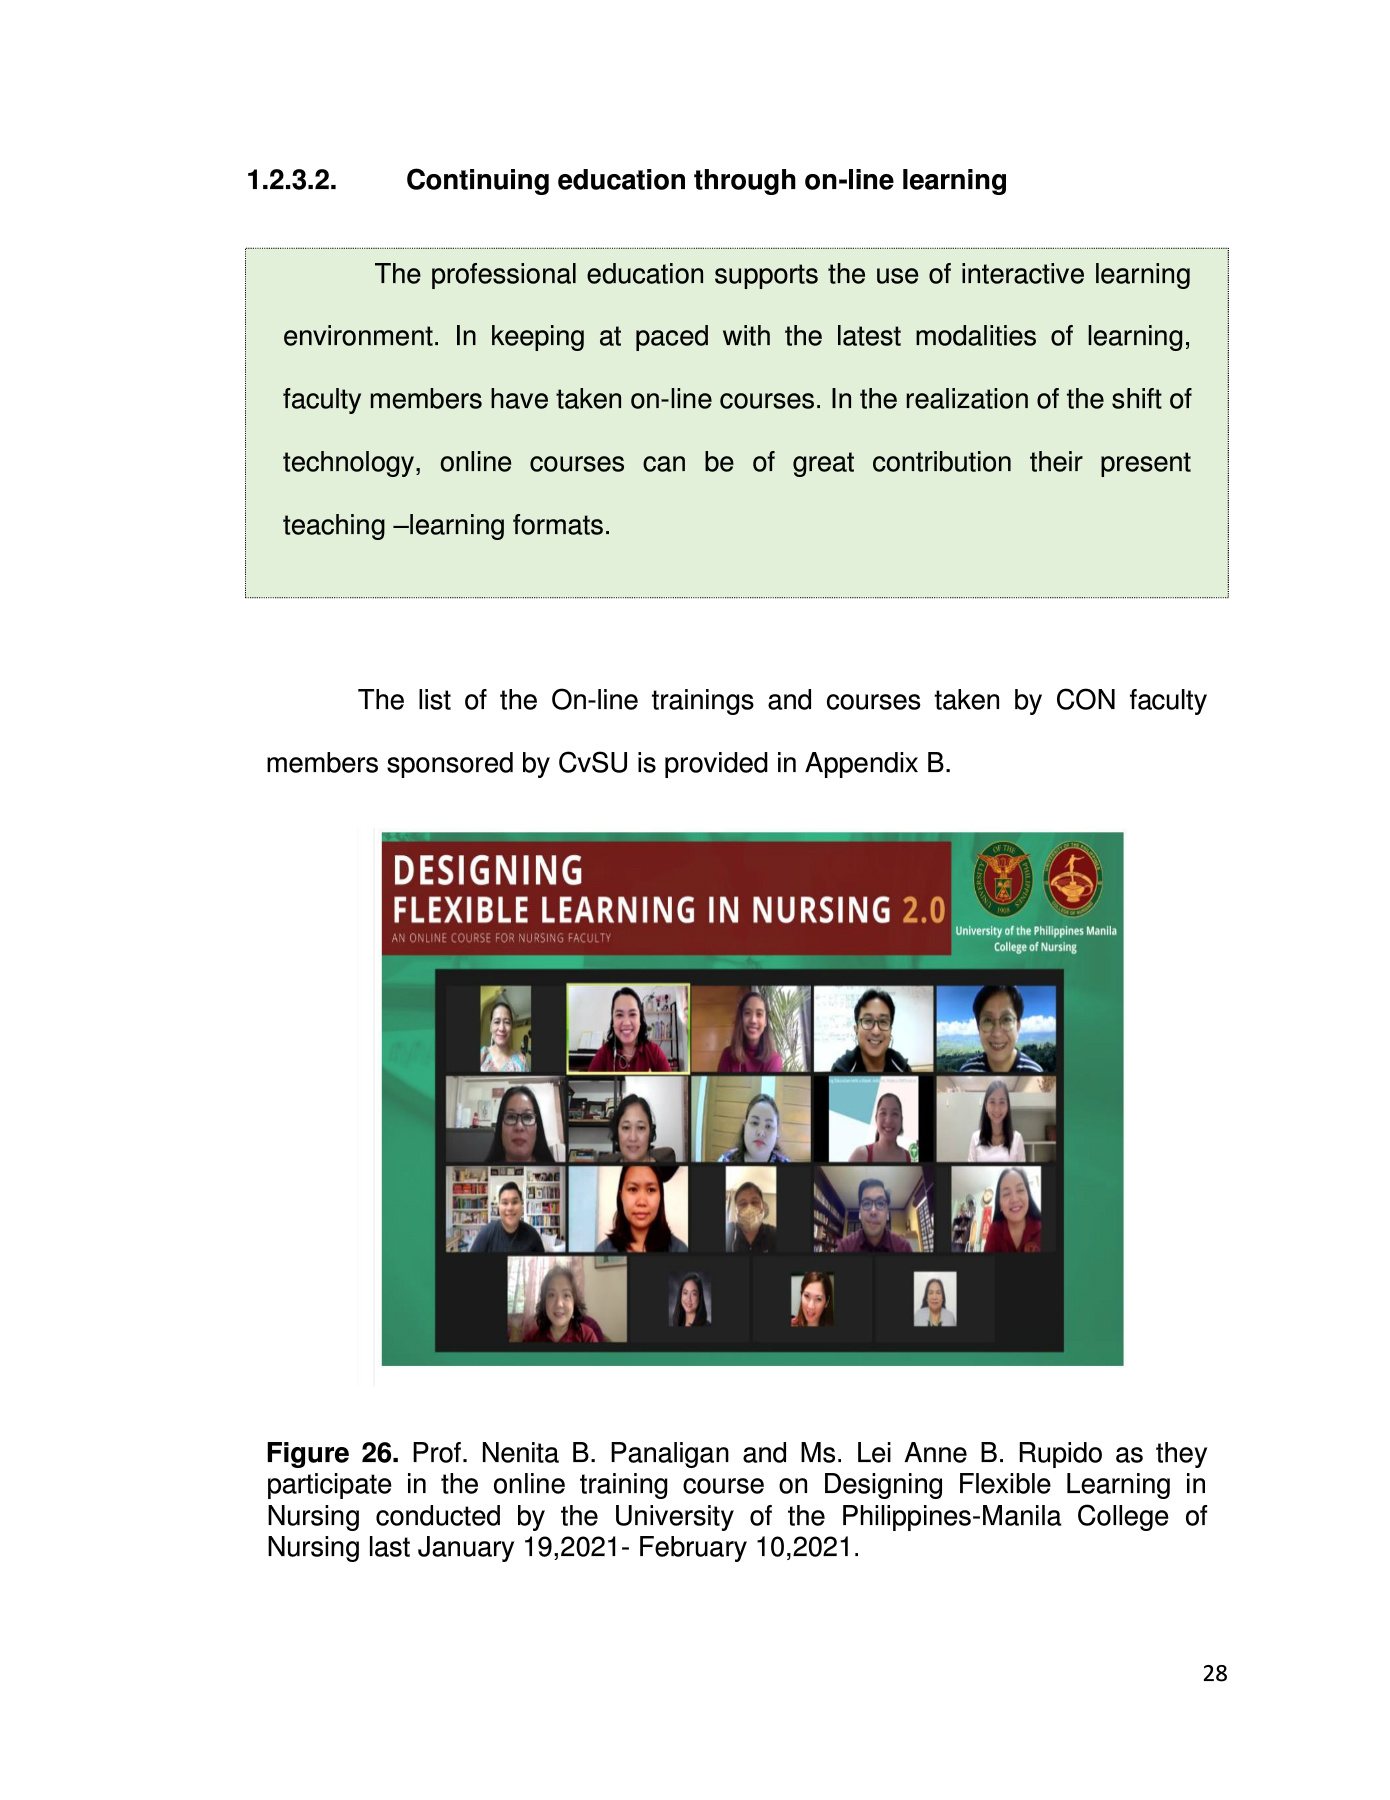 1.2.3.2. Continuing education through on-line learning
The professional education supports the use of interactive learning
environment. In keeping at paced with the latest modalities of learning,
faculty members have taken on-line courses. In the realization of the shift of
technology, online courses can be of great contribution their present
teaching –learning formats.
The list of the On-line trainings and courses taken by CON faculty
members sponsored by CvSU is provided in Appendix B.
DESIGNING
FLEXIBLE LEARNING IN NURSING 2.0
AN ONLINE COURSE FOR NURSING FACULTY
UNIVERSITY OF THE PHILIPPINES
1908
University of the Philippines Manila
College of Nursing
Figure 26. Prof. Nenita B. Panaligan and Ms. Lei Anne B. Rupido as they
participate in the online training course on Designing Flexible Learning in
Nursing conducted by the University of the Philippines-Manila College of
Nursing last January 19,2021- February 10,2021.
28